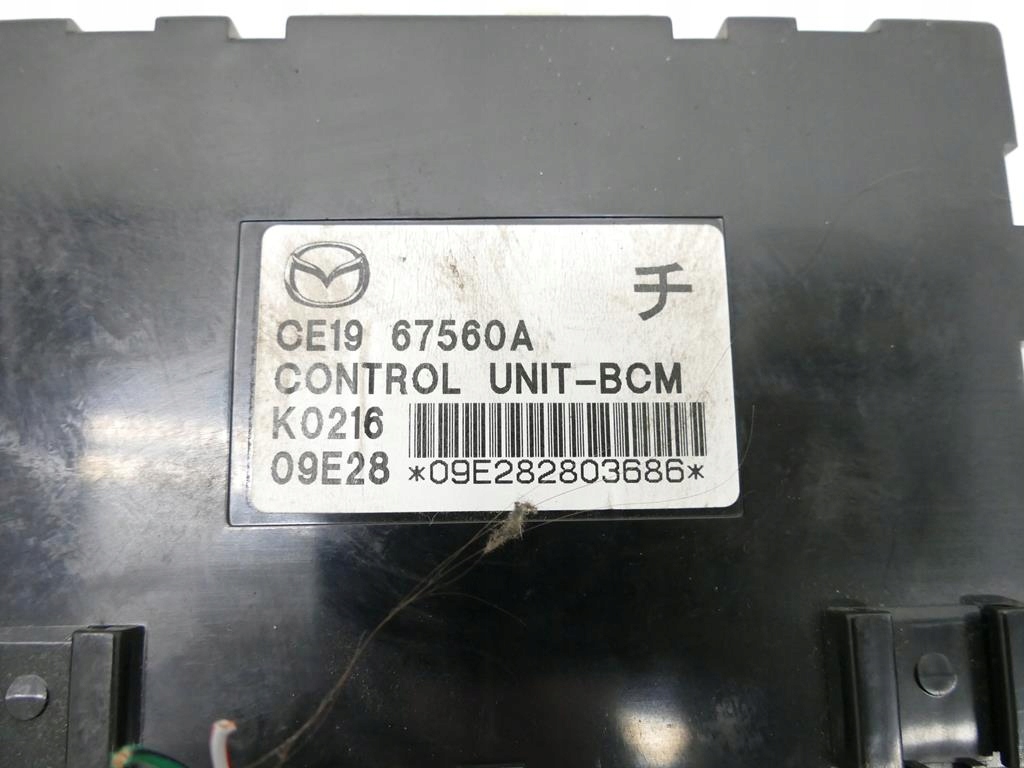 チ
CE19 67560A
CONTROL UNIT-BCM
K0216
09E28 *09E282803686*